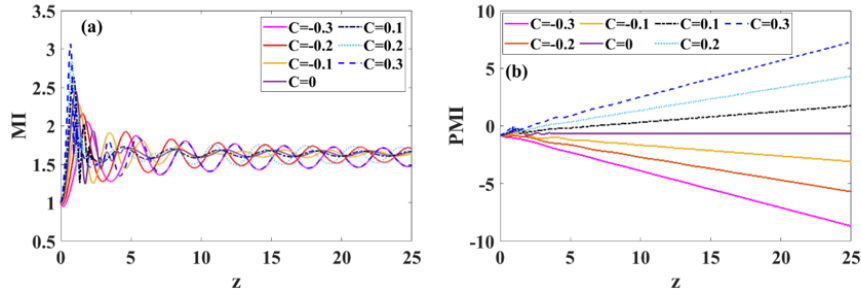 (a)
C=-0.3 C=0.1
C=-0.2 C=0.2
C=-0.1 C=0.3
C=0
3.5
3
2.5
2
1.5
1
0.5
MI
0 5 10 15 20 25
z
(b)
C=-0.3 C=-0.1 C=0.1 C=0.3
C=-0.2 C=0 C=0.2
10
5
0
-5
-10
PMI
0 5 10 15 20 25
z